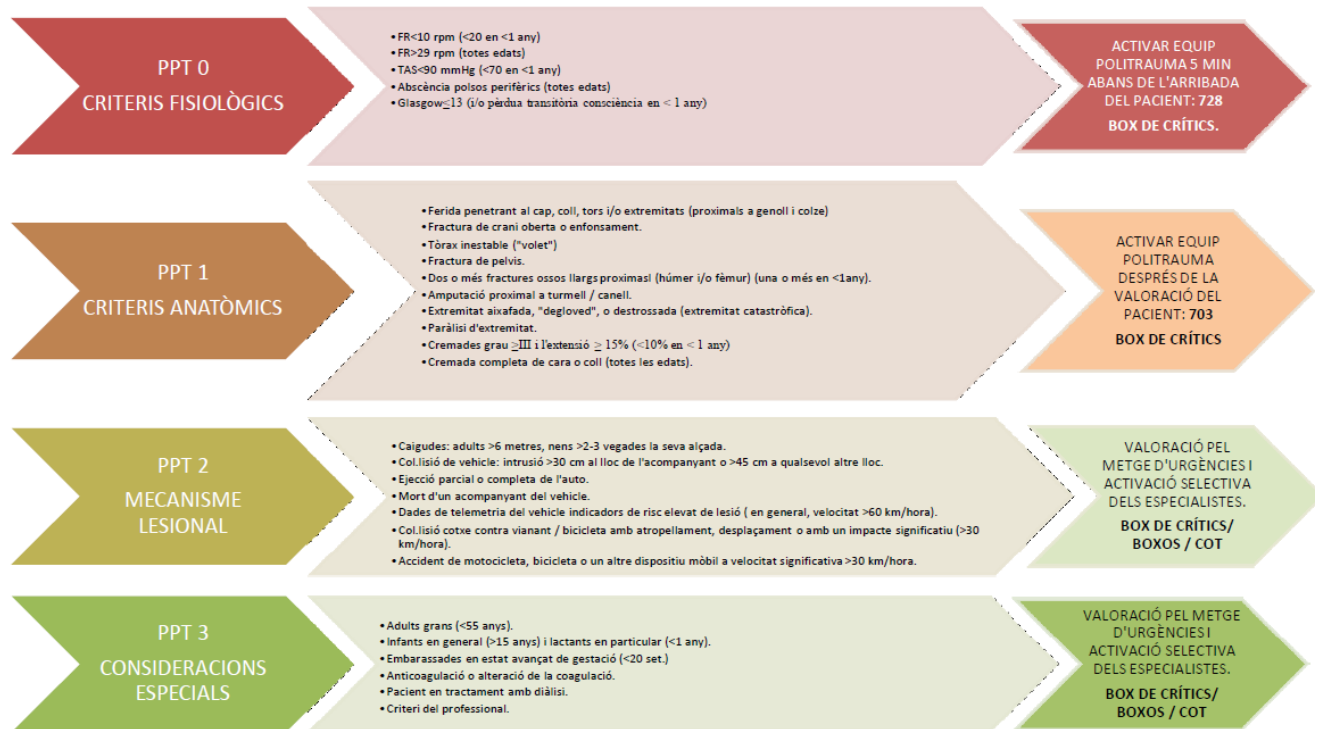 PPT 0
CRITERIS FISIOLÒGICS
• FR<10 rpm (<20 en <1 any)
• FR>29 rpm (totes edats)
• TAS<90 mmHg (<70 en <1 any)
• Abscència polsos perifèrics (totes edats)
• Glasgow≤13 (i/o pèrdua transitòria consciència en < 1 any)
ACTIVAR EQUIP
POLITRAUMA 5 MIN
ABANS DE L'ARRIBADA
DEL PACIENT: 728
BOX DE CRÍTICS.
PPT 1
CRITERIS ANATÒMICS
• Ferida penetrant al cap, coll, tors i/o extremitats (proximals a genoll i colze)
• Fractura de crani oberta o enfonsament.
• Tòrax inestable ("volet")
• Fractura de pelvis.
• Dos o més fractures ossos llargs proximasl (húmer i/o fèmur) (una o més en <1any).
• Amputació proximal a turmell / canell.
• Extremitat aixafada, "degloved", o destrossada (extremitat catastròfica).
• Paràlisi d'extremitat.
• Cremades grau ≥III i l'extensió ≥ 15% (<10% en < 1 any)
• Cremada completa de cara o coll (totes les edats).
ACTIVAR EQUIP
POLITRAUMA
DESPRÉS DE LA
VALORACIÓ DEL
PACIENT: 703
BOX DE CRÍTICS
PPT 2
MECANISME
LESIONAL
• Caigudes: adults >6 metres, nens >2-3 vegades la seva alçada.
• Col.lisió de vehicle: intrusió >30 cm al lloc de l'acompanyant o >45 cm a qualsevol altre lloc.
• Ejecció parcial o completa de l'auto.
• Mort d'un acompanyant del vehicle.
• Dades de telemetria del vehicle indicadors de risc elevat de lesió ( en general, velocitat >60 km/hora).
• Col.lisió cotxe contra vianant / bicicleta amb atropellament, desplaçament o amb un impacte significatiu (>30
km/hora).
• Accident de motocicleta, bicicleta o un altre dispositiu mòbil a velocitat significativa >30 km/hora.
VALORACIÓ PEL
METGE D'URGÈNCIES I
ACTIVACIÓ SELECTIVA
DELS ESPECIALISTES.
BOX DE CRÍTICS/
BOXOS / COT
PPT 3
CONSIDERACIONS
ESPECIALS
• Adults grans (<55 anys).
• Infants en general (>15 anys) i lactants en particular (<1 any).
• Embarassades en estat avançat de gestació (<20 set.)
• Anticoagulació o alteració de la coagulació.
• Pacient en tractament amb diàlisi.
• Criteri del professional.
VALORACIÓ PEL METGE
D'URGÈNCIES I
ACTIVACIÓ SELECTIVA
DELS ESPECIALISTES.
BOX DE CRÍTICS/
BOXOS / COT